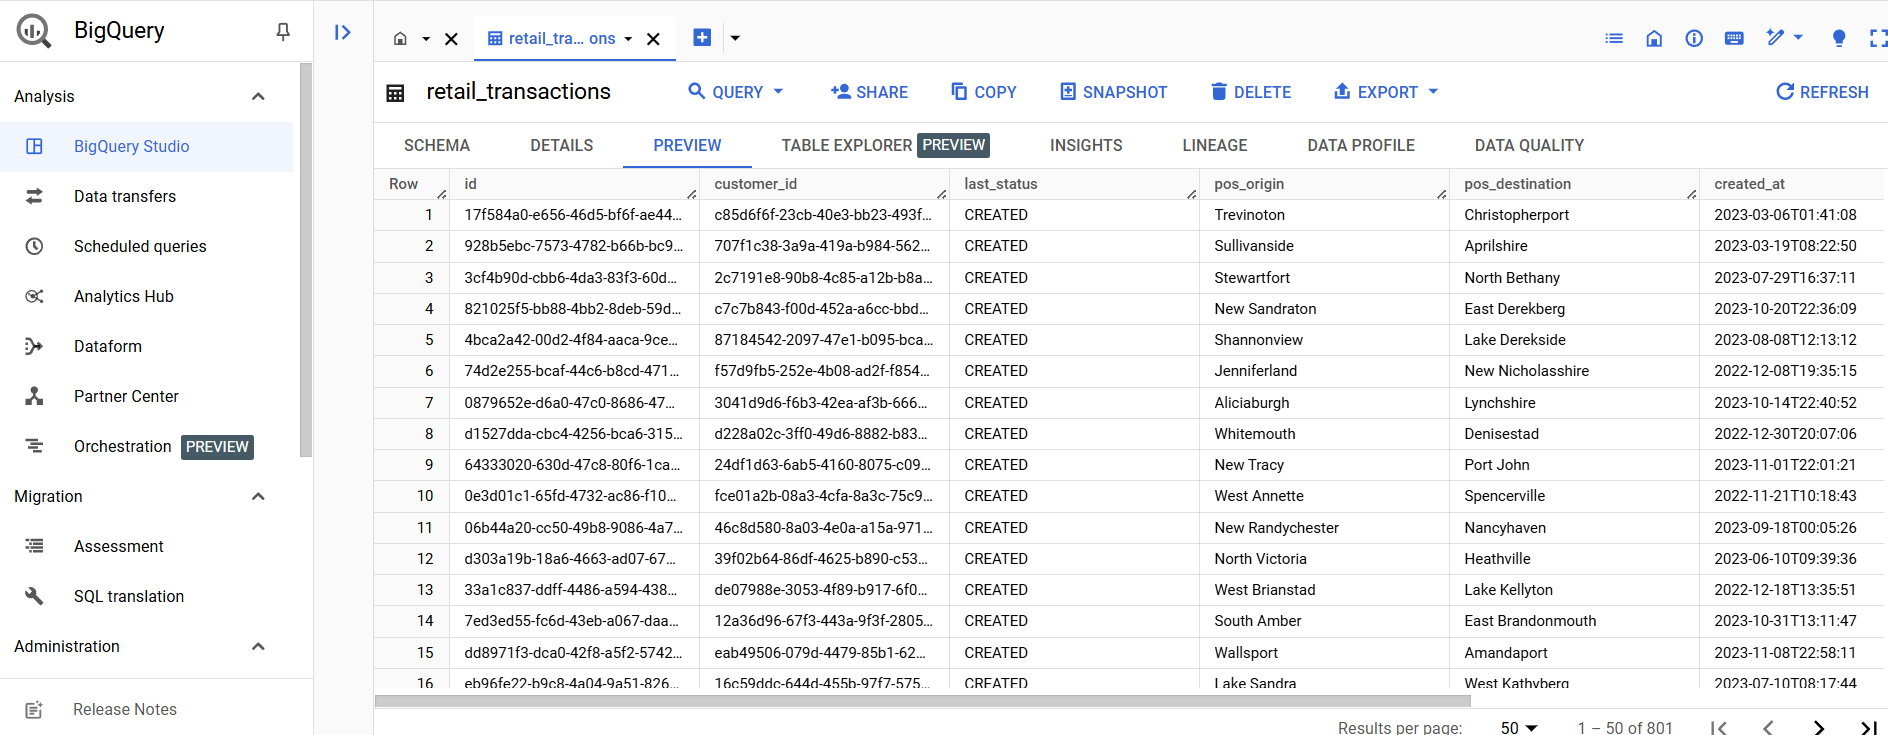 BigQuery
Analysis
BigQuery Studio
Data transfers
Scheduled queries
Analytics Hub
Dataform
Partner Center
Orchestration PREVIEW
Migration
Assessment
SQL translation
Administration
Release Notes
retail_tra... ons
retail_transactions
QUERY SHARE COPY SNAPSHOT DELETE EXPORT REFRESH
SCHEMA DETAILS PREVIEW TABLE EXPLORER PREVIEW INSIGHTS LINEAGE DATA PROFILE DATA QUALITY
Row id customer_id last_status pos_origin pos_destination created_at
1 17f584a0-e656-46d5-bf6f-ae44... c85d6f6f-23cb-40e3-bb23-493f... CREATED Trevinoton Christopherport 2023-03-06T01:41:08
2 928b5ebc-7573-4782-b66b-bc9... 707f1c38-3a9a-419a-b984-562... CREATED Sullivanside Aprilshire 2023-03-19T08:22:50
3 3cf4b90d-cbb6-4da3-83f3-60d... 2c7191e8-90b8-4c85-a12b-b8a... CREATED Stewartfort North Bethany 2023-07-29T16:37:11
4 821025f5-bb88-4bb2-8deb-59d... c7c7b843-f00d-452a-a6cc-bbd... CREATED New Sandraton East Derekberg 2023-10-20T22:36:09
5 4bca2a42-00d2-4f84-aaca-9ce... 87184542-2097-47e1-b095-bca... CREATED Shannonview Lake Derekside 2023-08-08T12:13:12
6 74d2e255-bcaf-44c6-b8cd-471... f57d9fb5-252e-4b08-ad2f-f854... CREATED Jenniferland New Nicholasshire 2022-12-08T19:35:15
7 0879652e-d6a0-47c0-8686-47... 3041d9d6-f6b3-42ea-af3b-666... CREATED Aliciaburgh Lynchshire 2023-10-14T22:40:52
8 d1527dda-cbc4-4256-bca6-315... d228a02c-3ff0-49d6-8882-b83... CREATED Whitemouth Denisestad 2022-12-30T20:07:06
9 64333020-630d-47c8-80f6-1ca... 24df1d63-6ab5-4160-8075-c09... CREATED New Tracy Port John 2023-11-01T22:01:21
10 0e3d01c1-65fd-4732-ac86-f10... fce01a2b-08a3-4cfa-8a3c-75c9... CREATED West Annette Spencerville 2022-11-21T10:18:43
11 06b44a20-cc50-49b8-9086-4a7... 46c8d580-8a03-4e0a-a15a-971... CREATED New Randychester Nancyhaven 2023-09-18T00:05:26
12 d303a19b-18a6-4663-ad07-67... 39f02b64-86df-4625-b890-c53... CREATED North Victoria Heathville 2023-06-10T09:39:36
13 33a1c837-ddff-4486-a594-438... de07988e-3053-4f89-b917-6f0... CREATED West Brianstad Lake Kellyton 2022-12-18T13:35:51
14 7ed3ed55-fc6d-43eb-a067-daa... 12a36d96-67f3-443a-9f3f-2805... CREATED South Amber East Brandonmouth 2023-10-31T13:11:47
15 dd8971f3-dca0-42f8-a5f2-5742... eab49506-079d-4479-85b1-62... CREATED Wallsport Amandaport 2023-11-08T22:58:11
16 eb96fe22-b9c8-4a04-9a51-826... 16c59ddc-644d-455b-97f7-575... CREATED Lake Sandra West Kathyberg 2023-07-10T08:17:44
Results per page: 50 1 – 50 of 801